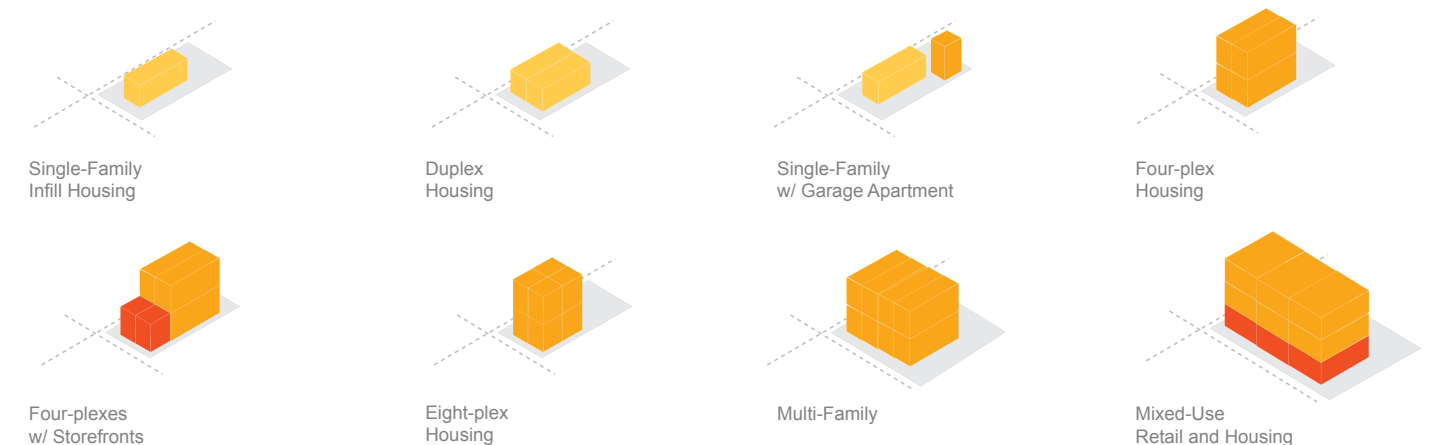 Single-Family
Infill Housing
Duplex
Housing
Single-Family
w/ Garage Apartment
Four-plex
Housing
Four-plexes
w/ Storefronts
Eight-plex
Housing
Multi-Family
Mixed-Use
Retail and Housing